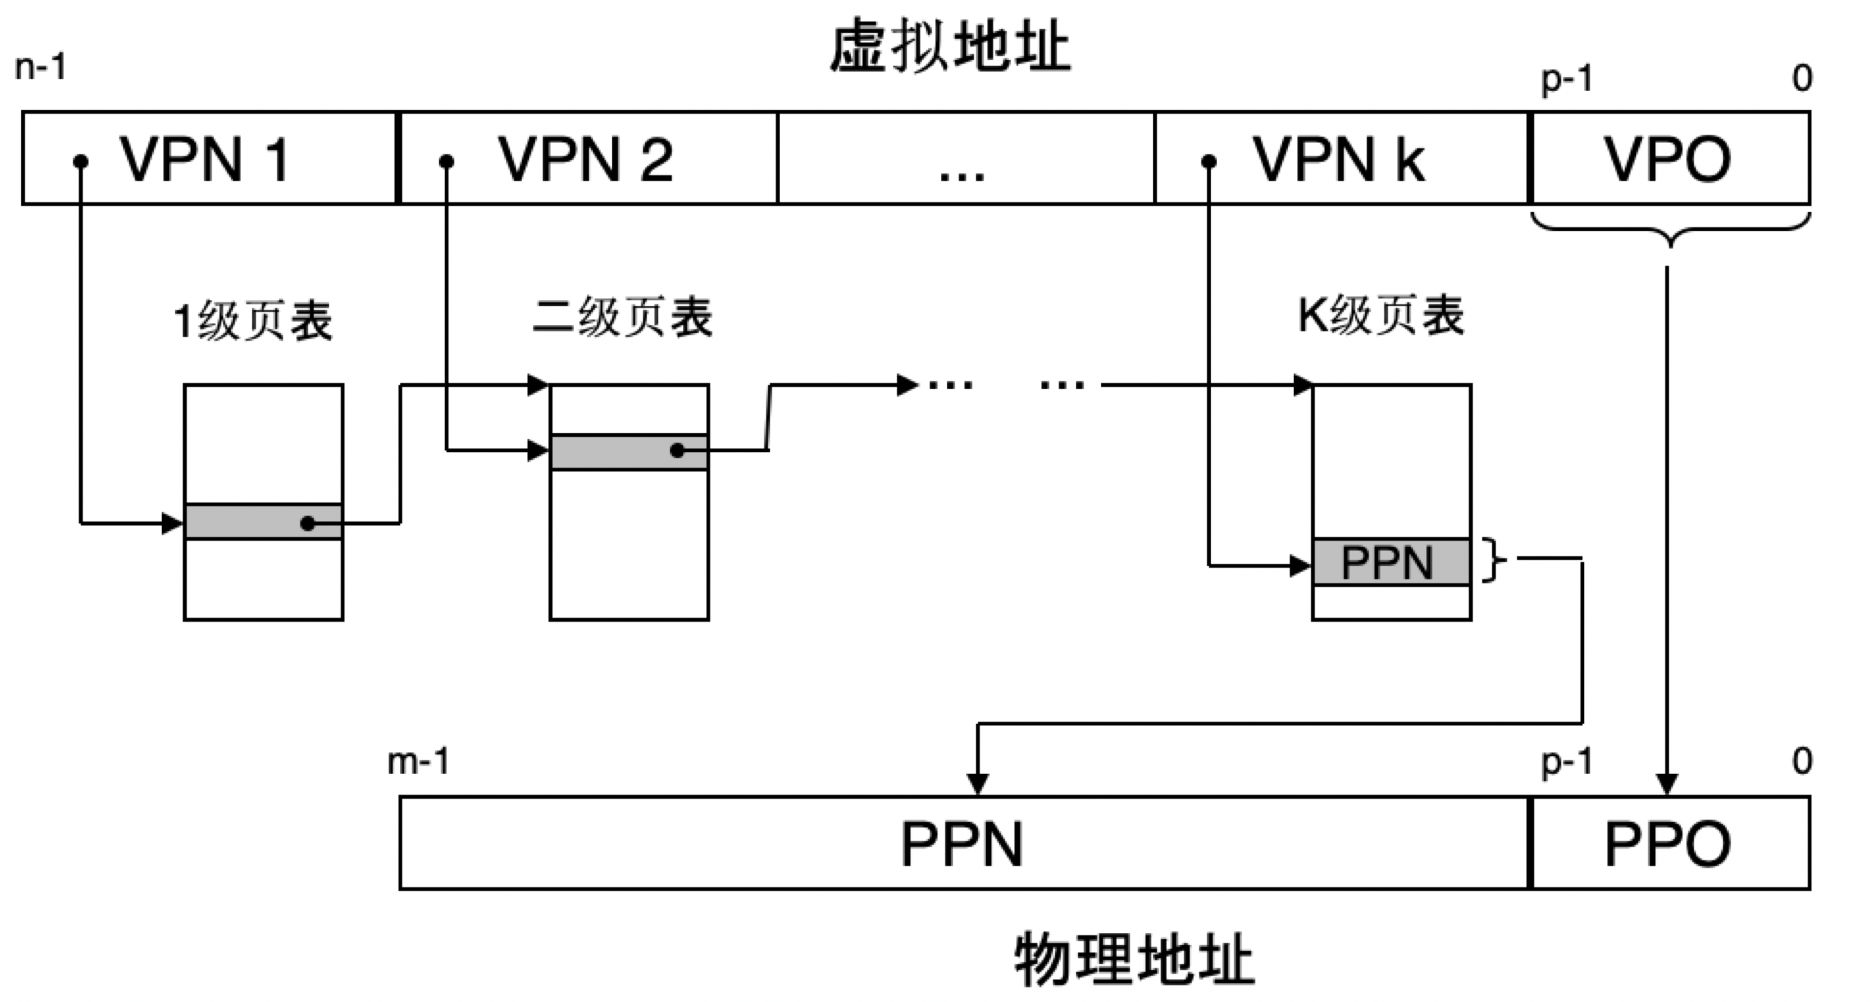 虚拟地址
n-1 p-1 0
VPN 1 VPN 2 ... VPN k VPO
1级页表 二级页表 K级页表
... ...
PPN
m-1 p-1 0
PPN PPO
物理地址